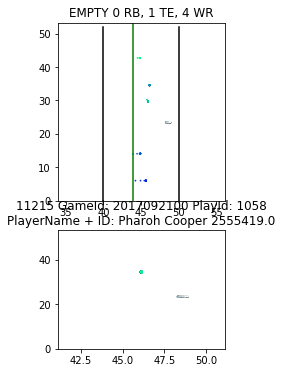 EMPTY 0 RB, 1 TE, 4 WR
50
40
30
20
10
0
35 40 45 50 55
11215 GameId: 2017092100 PlayId: 1058
PlayerName + ID: Pharoh Cooper 2555419.0
40
20
0
42.5 45.0 47.5 50.0